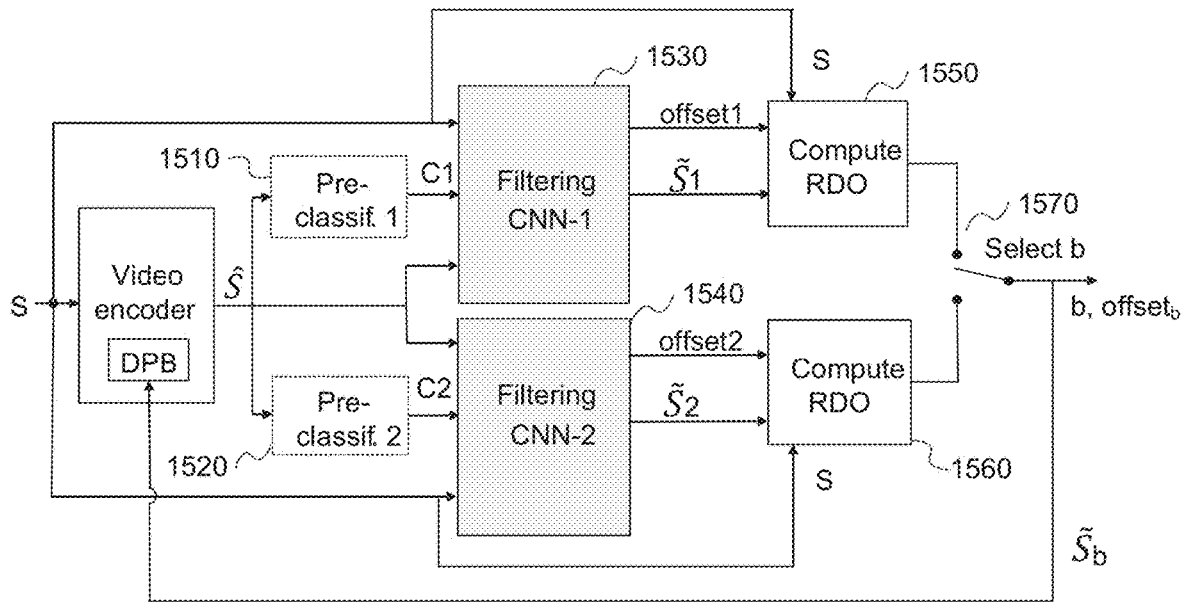 1530
S
1550
offset1
1510
Pre-
classif. 1
C1
Filtering
CNN-1
S̃1
Compute
RDO
1570
Select b
Video
encoder
S
Ŝ
DPB
b, offset_b
1540
offset2
Pre-
classif. 2
C2
Filtering
CNN-2
S̃2
Compute
RDO
1520
S
1560
S̃b